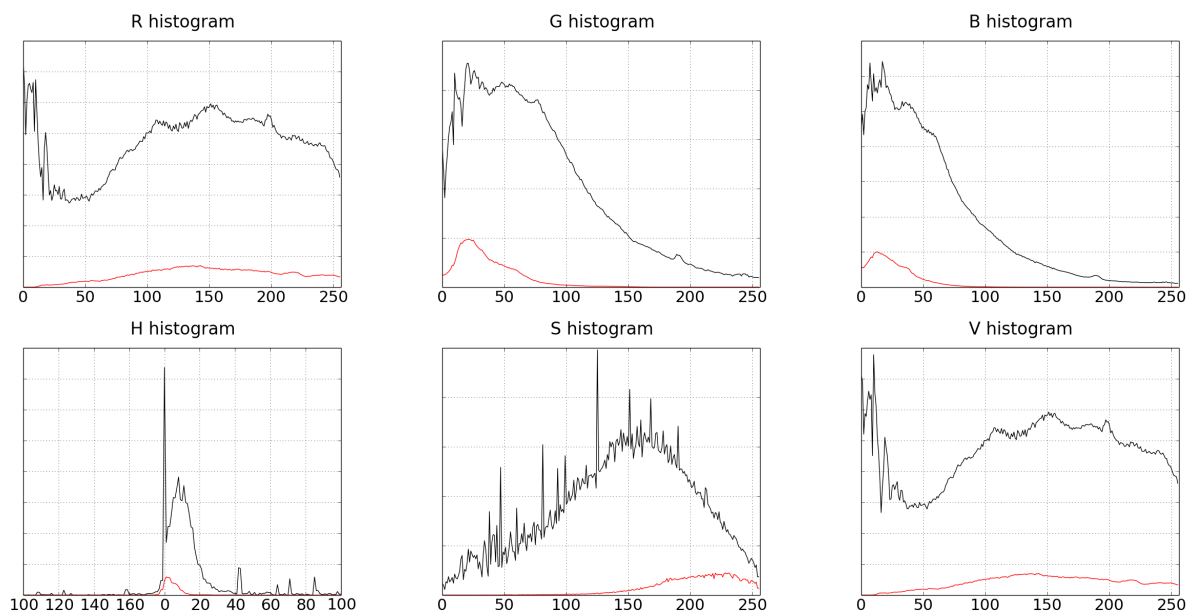 R histogram G histogram B histogram
0 50 100 150 200 250 0 50 100 150 200 250 0 50 100 150 200 250
H histogram S histogram V histogram
100 120 140 160 0 20 40 60 80 100 0 50 100 150 200 250 0 50 100 150 200 250